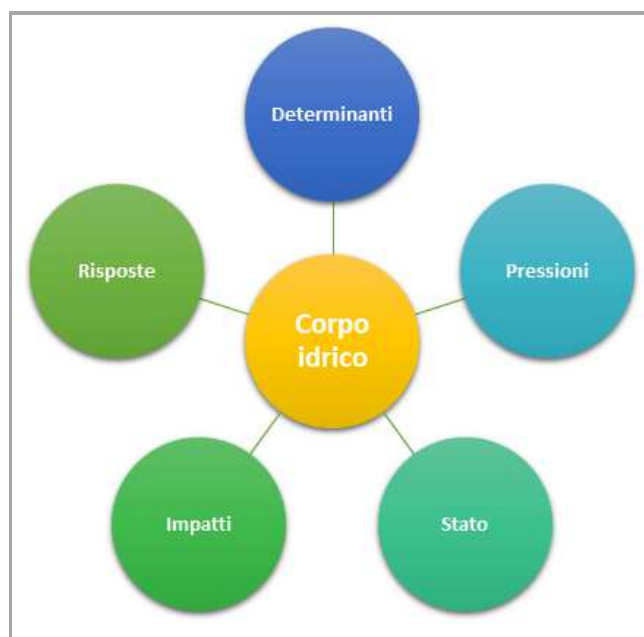 Determinanti
Risposte
Pressioni
Corpo
idrico
Impatti
Stato